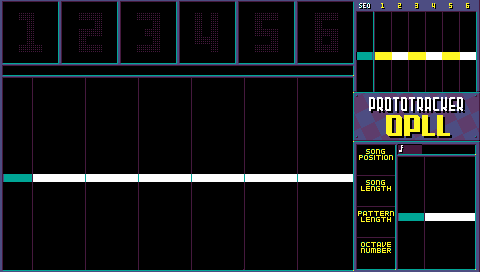 1 2 3 4 5 6
SEQ 1 2 3 4 5 6
PROTOTRACKER
OPLL
SONG
POSITION
SONG
LENGTH
PATTERN
LENGTH
OCTAVE
NUMBER